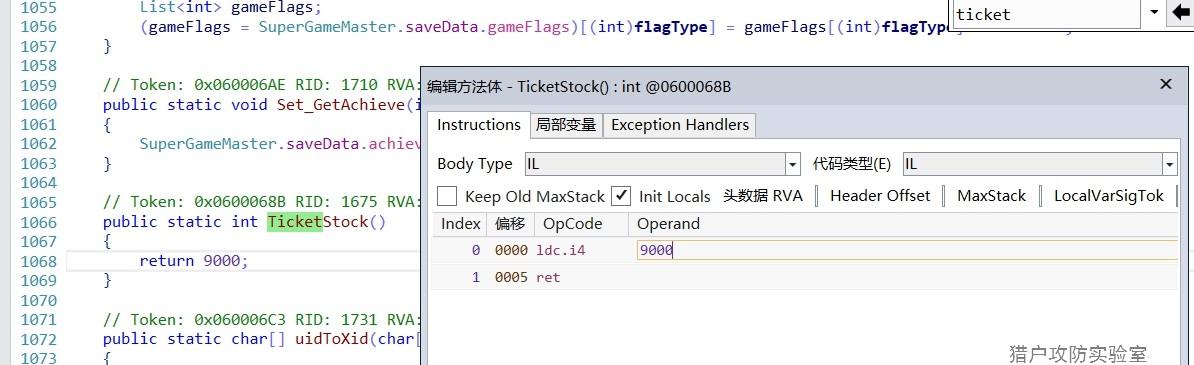 1055 List<int> gameFlags;
1056 (gameFlags = SuperGameMaster.saveData.gameFlags)[(int)flagType] = gameFlags[(int)flagTyp
ticket
1057 }
1058
1059 // Token: 0x060006AE RID: 1710 RVA:
1060 public static void Set_GetAchieve(i
1061 {
1062 SuperGameMaster.saveData.achiev
1063 }
1064
1065 // Token: 0x0600068B RID: 1675 RVA:
1066 public static int TicketStock()
1067 {
1068 return 9000;
1069 }
1070
1071 // Token: 0x060006C3 RID: 1731 RVA:
1072 public static char[] uidToXid(char[
1073 {
编辑方法体 - TicketStock() : int @0600068B
Instructions 局部变量 Exception Handlers
Body Type IL 代码类型(E) IL
Keep Old MaxStack Init Locals 头数据 RVA Header Offset MaxStack LocalVarSigTok
Index 偏移 OpCode Operand
0 0000 ldc.i4 9000
1 0005 ret
猎户攻防实验室